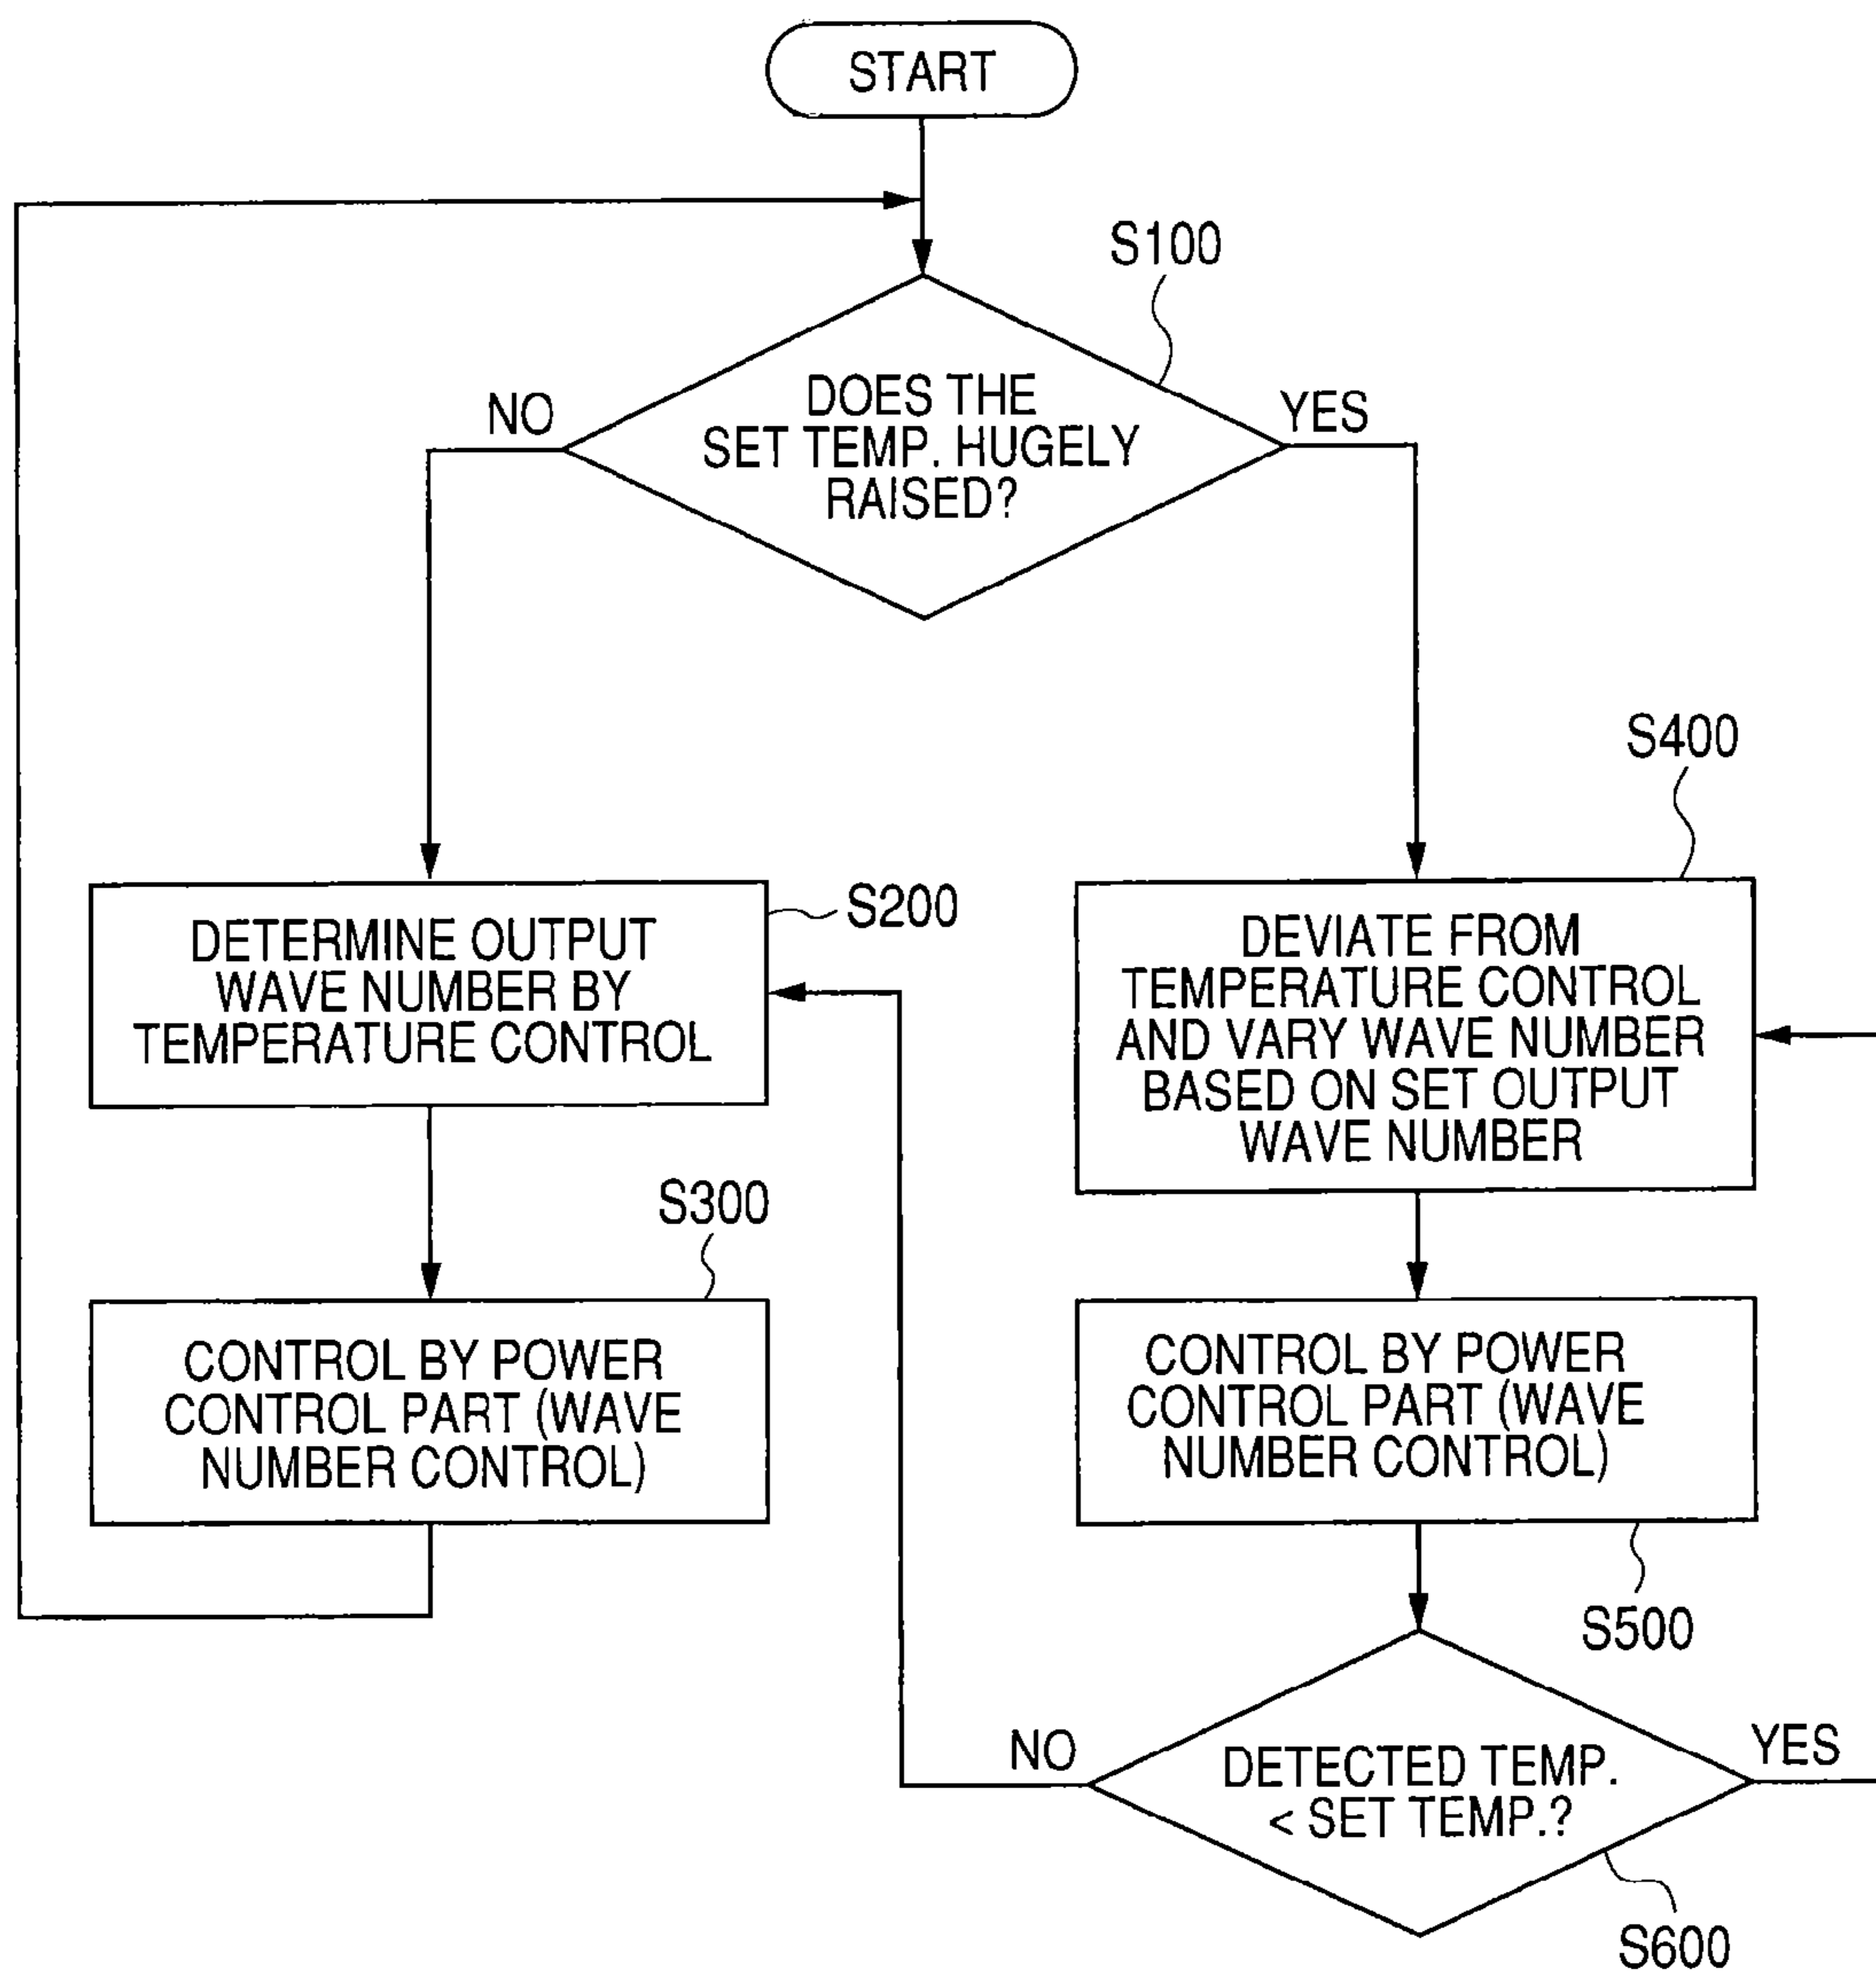 START
S100
DOES THE
SET TEMP. HUGELY
RAISED?
NO
YES
S400
DETERMINE OUTPUT
WAVE NUMBER BY
TEMPERATURE CONTROL
S200
DEVIATE FROM
TEMPERATURE CONTROL
AND VARY WAVE NUMBER
BASED ON SET OUTPUT
WAVE NUMBER
S300
CONTROL BY POWER
CONTROL PART (WAVE
NUMBER CONTROL)
CONTROL BY POWER
CONTROL PART (WAVE
NUMBER CONTROL)
S500
NO
DETECTED TEMP.
< SET TEMP.?
YES
S600